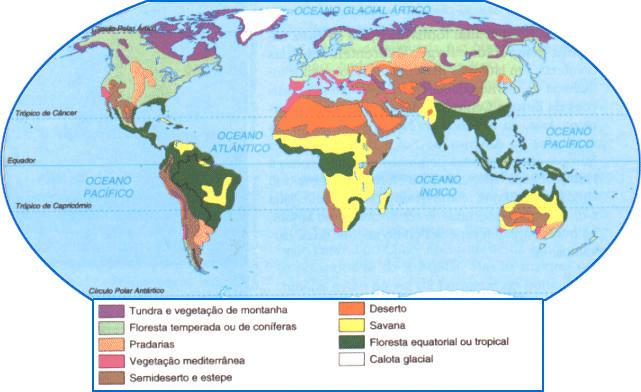 OCEANO GLACIAL ÁRTICO
Círculo Polar Ártico
Trópico de Câncer
OCEANO
ATLÂNTICO
OCEANO
PACÍFICO
Equador
OCEANO
PACÍFICO
OCEANO
ÍNDICO
Trópico de Capricórnio
Círculo Polar Antártico
Tundra e vegetação de montanha
Floresta temperada ou de coníferas
Pradarias
Vegetação mediterrânea
Semideserto e estepe
Deserto
Savana
Floresta equatorial ou tropical
Calota glacial